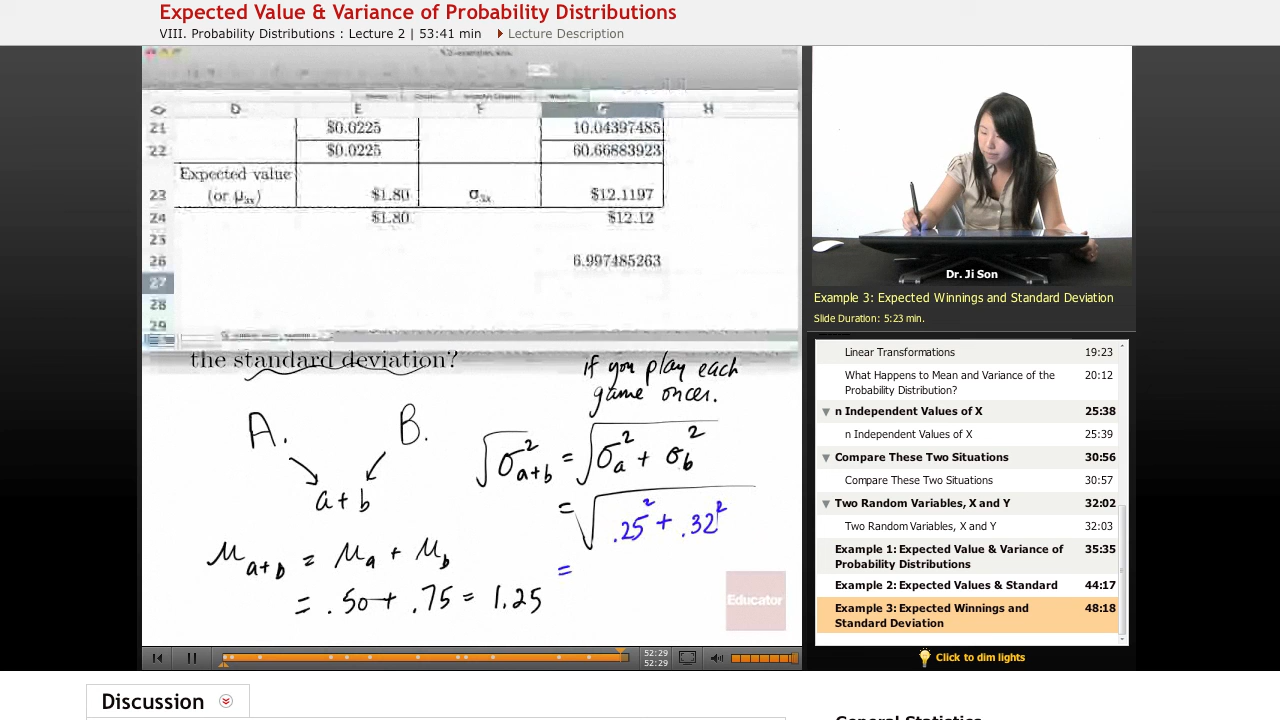 Expected Value & Variance of Probability Distributions
VIII. Probability Distributions : Lecture 2 | 53:41 min Lecture Description
D E F G H
21 $0.0225 10.04397485
22 $0.0225 60.66883923
Expected value
23 (or μ₃ₓ) $1.80 σ₃ₓ $12.1197
24 $1.80 $12.12
25
26 6.997485263
27
28
29
the standard deviation?
if you play each
game once.
A. B.
a + b
√σ²a+b = √σ²a + σ²b
= √.25² + .32²
μa+b = μa + μb
=
= .50 + .75 = 1.25
Educator
52:29
52:29
Dr. Ji Son
Example 3: Expected Winnings and Standard Deviation
Slide Duration: 5:23 min.
Linear Transformations 19:23
What Happens to Mean and Variance of the 20:12
Probability Distribution?
n Independent Values of X 25:38
n Independent Values of X 25:39
Compare These Two Situations 30:56
Compare These Two Situations 30:57
Two Random Variables, X and Y 32:02
Two Random Variables, X and Y 32:03
Example 1: Expected Value & Variance of 35:35
Probability Distributions
Example 2: Expected Values & Standard 44:17
Example 3: Expected Winnings and 48:18
Standard Deviation
Click to dim lights
Discussion
General Statistics